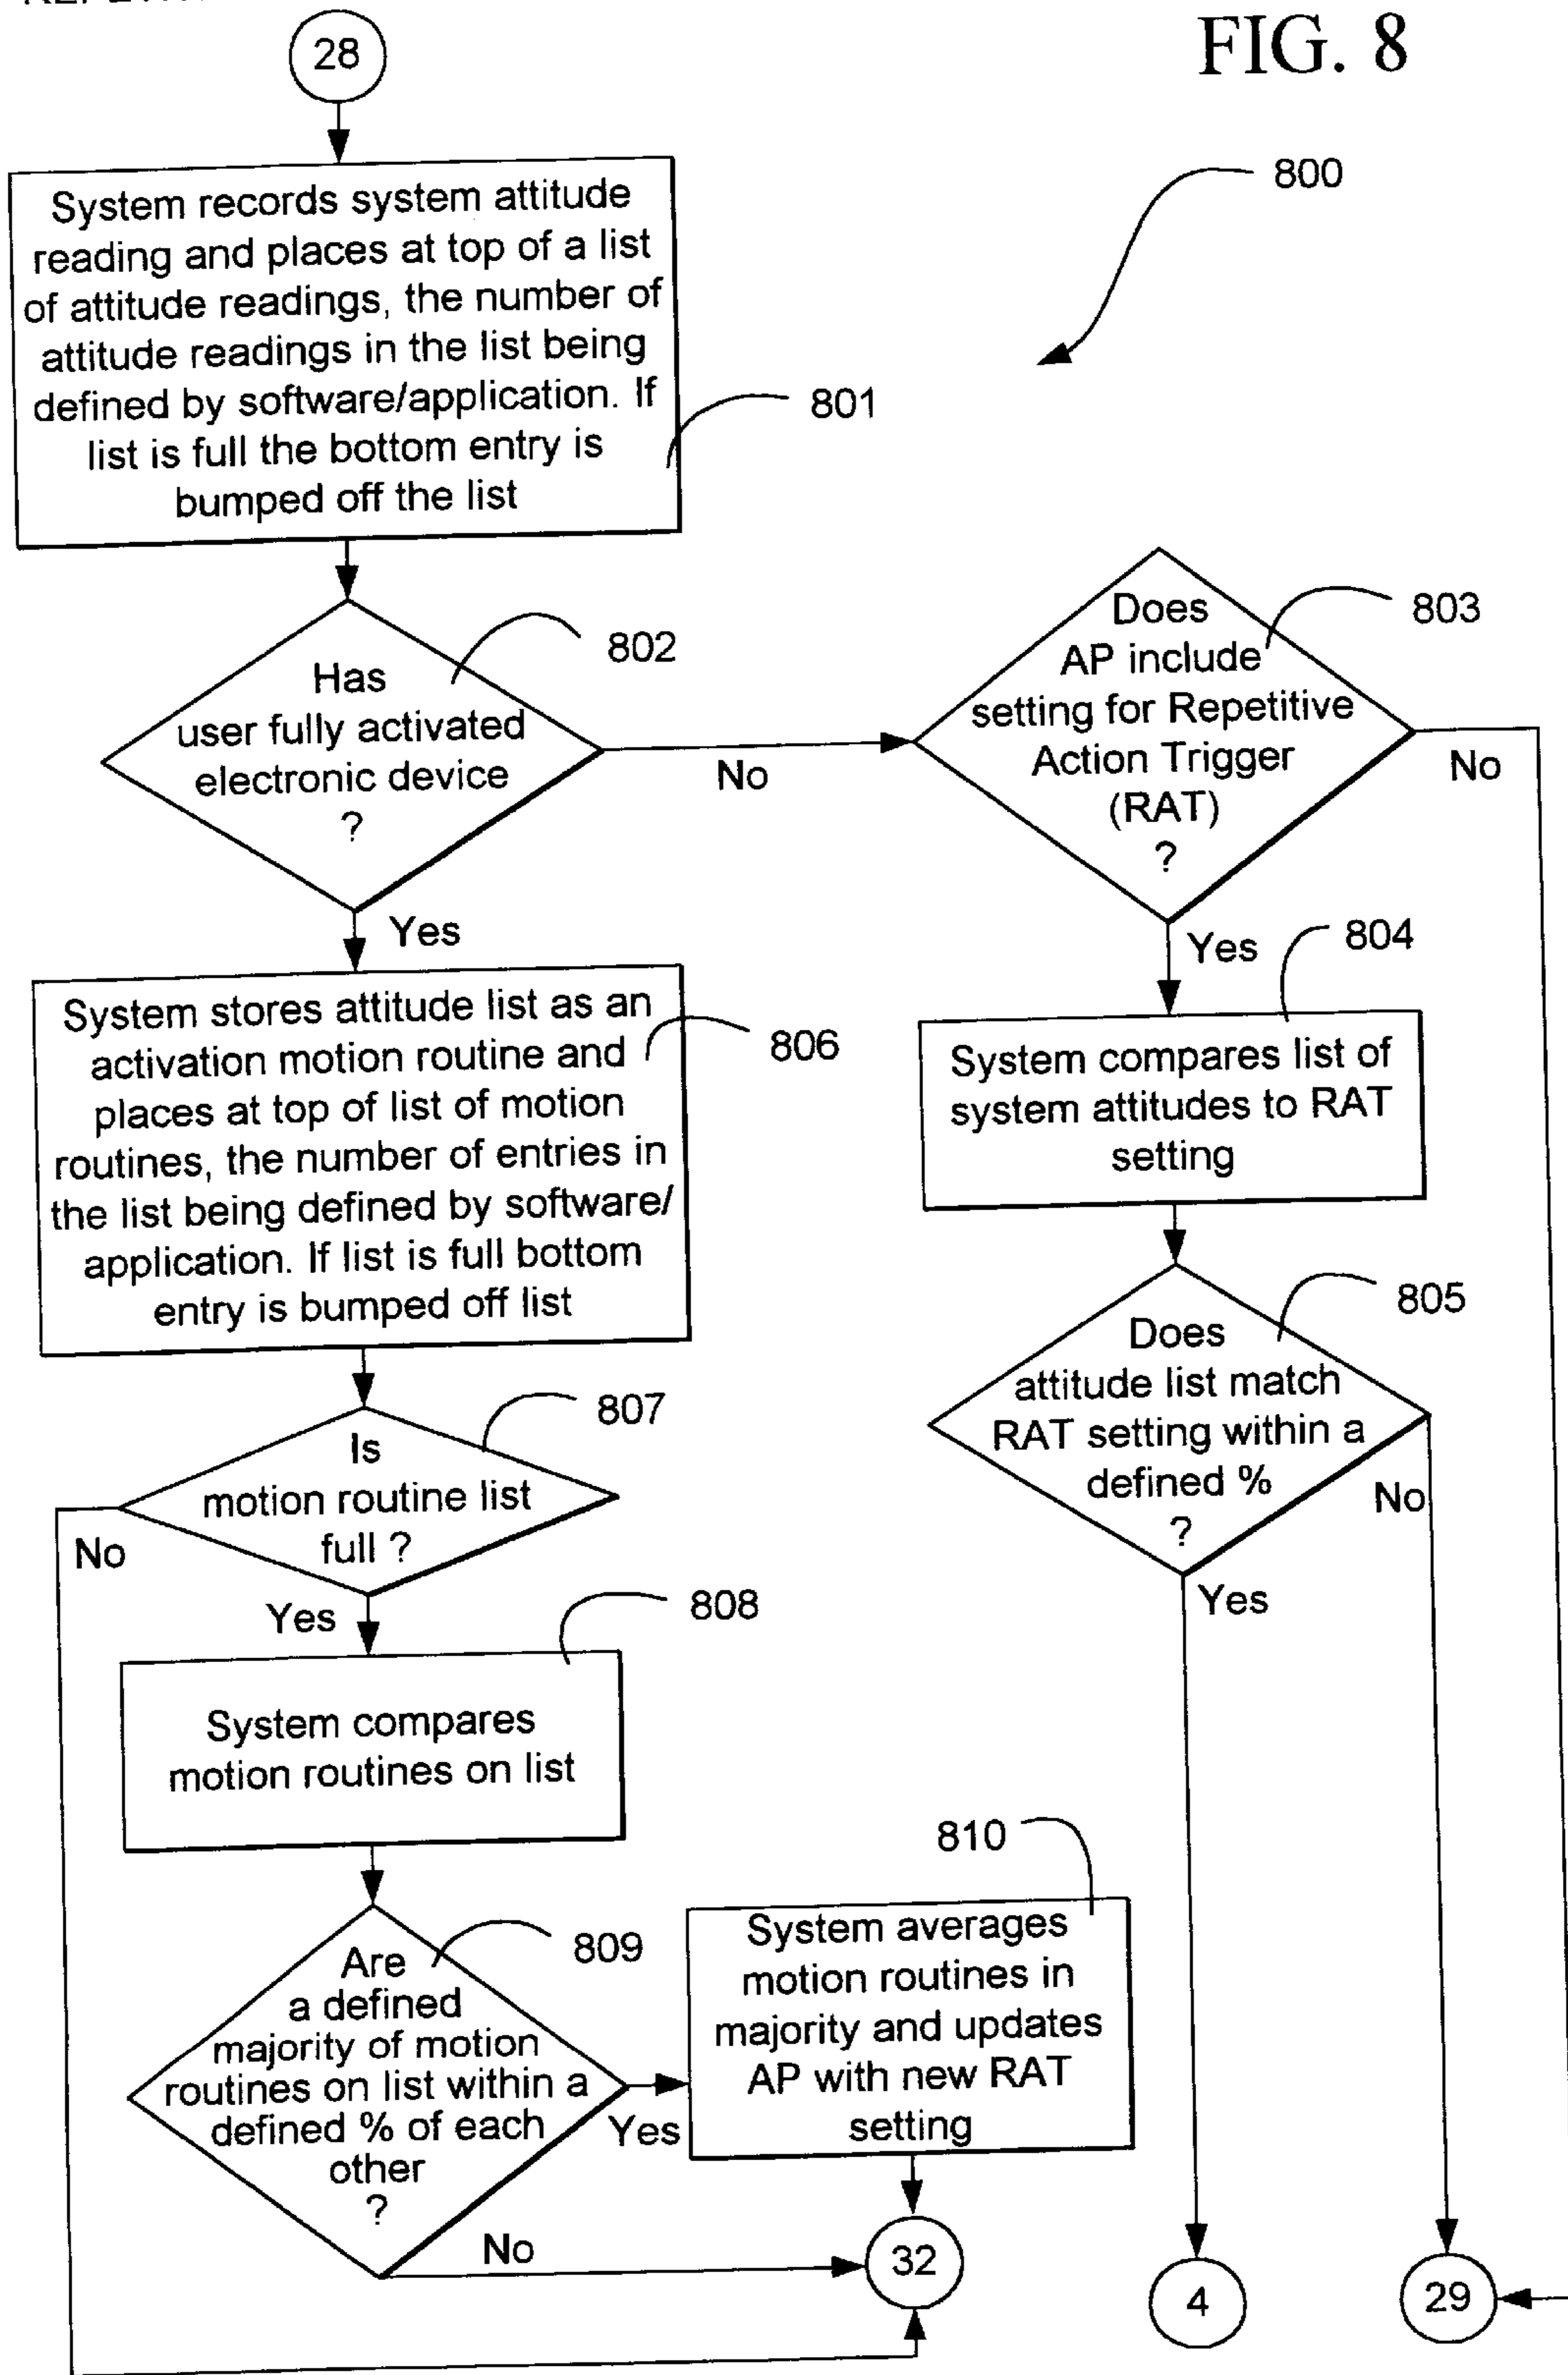 FIG. 8
28
800
System records system attitude
reading and places at top of a list
of attitude readings, the number of
attitude readings in the list being
defined by software/application. If
list is full the bottom entry is
bumped off the list
801
Has
user fully activated
electronic device
?
802
No
Yes
Does
AP include
setting for Repetitive
Action Trigger
(RAT)
?
803
No
Yes
System compares list of
system attitudes to RAT
setting
804
Does
attitude list match
RAT setting within a
defined %
?
805
No
Yes
System stores attitude list as an
activation motion routine and
places at top of list of motion
routines, the number of entries in
the list being defined by software/
application. If list is full bottom
entry is bumped off list
806
Is
motion routine list
full ?
807
No
Yes
System compares
motion routines on list
808
Are
a defined
majority of motion
routines on list within a
defined % of each
other
?
809
Yes
No
System averages
motion routines in
majority and updates
AP with new RAT
setting
810
32
4
29